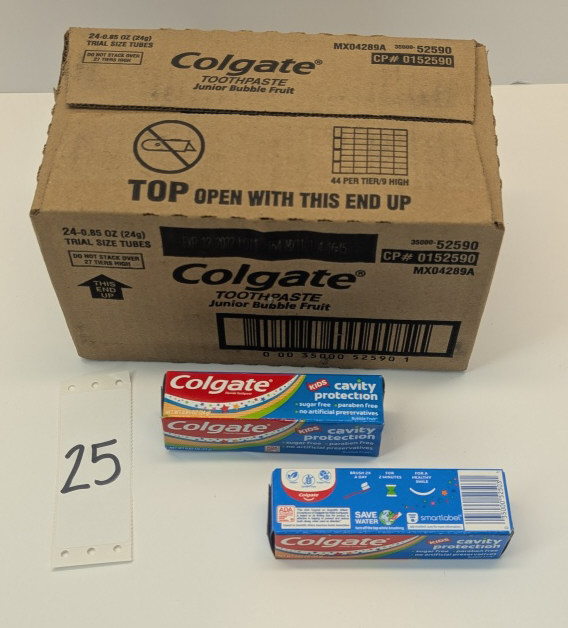 24-0.85 OZ (24g)
TRIAL SIZE TUBES
DO NOT STACK OVER
27 TIERS HIGH
Colgate®
TOOTHPASTE
Junior Bubble Fruit
MX04289A
35000-52590
CP# 0152590
44 PER TIER/9 HIGH
TOP OPEN WITH THIS END UP
24-0.85 OZ (24g)
TRIAL SIZE TUBES
DO NOT STACK OVER
27 TIERS HIGH
THIS
END
UP
Colgate®
TOOTHPASTE
Junior Bubble Fruit
35000-52590
CP# 0152590
MX04289A
0 00 35000 52590 1
Colgate®
KIDS
cavity
protection
- sugar free - paraben free
- no artificial preservatives
Colgate
KIDS
cavity
protection
- sugar free - paraben free
- no artificial preservatives
25
Colgate
BRUSH 2X
A DAY
FOR
2 MINUTES
FOR A
HEALTHY
SMILE
ADA
SAVE
WATER
smartlabel
Colgate
KIDS
cavity
protection
sugar free - paraben free
no artificial preservatives